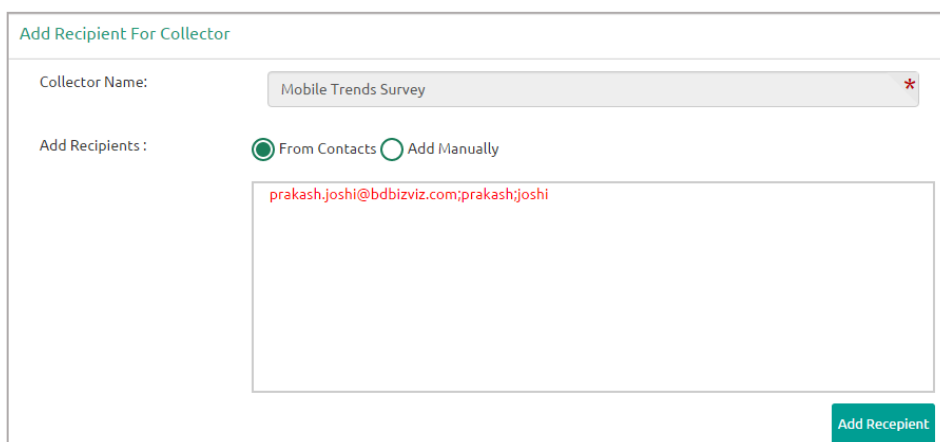 Add Recipient For Collector
Collector Name:
Mobile Trends Survey *
Add Recipients :
From Contacts Add Manually
prakash.joshi@bdbizviz.com;prakash;joshi
Add Recepient